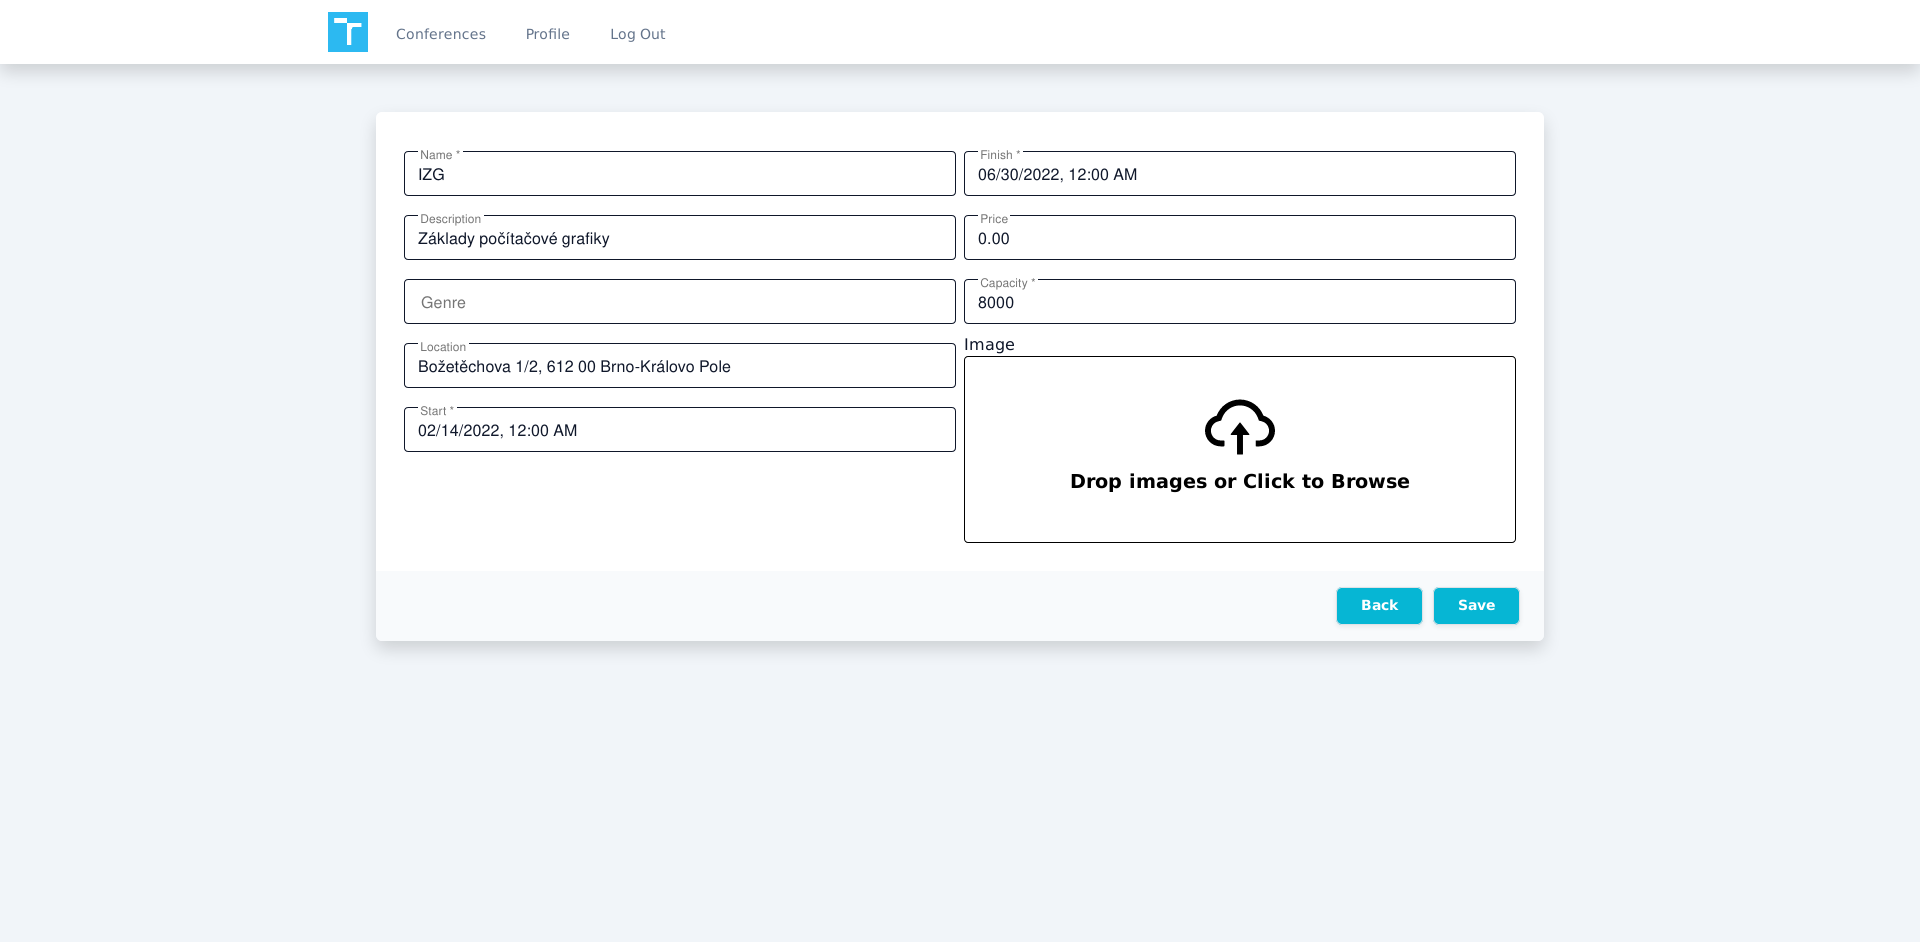 Conferences Profile Log Out
Name *
IZG
Description
Základy počítačové grafiky
Genre
Location
Božetěchova 1/2, 612 00 Brno-Královo Pole
Start *
02/14/2022, 12:00 AM
Finish *
06/30/2022, 12:00 AM
Price
0.00
Capacity *
8000
Image
Drop images or Click to Browse
Back Save